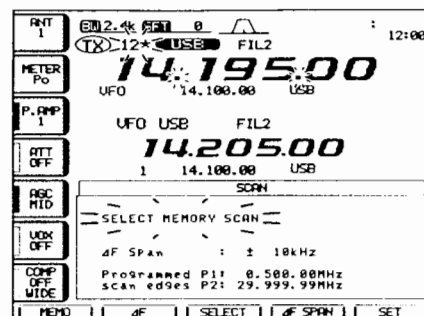 ANT
1
BW 2.4k SFT 0
12:00
TX 12★ USB FIL2
METER
Po
14.195.00
VFO 14.100.00 USB
P.AMP
1
VFO USB FIL2
14.205.00
1 14.100.00 USB
ATT
OFF
AGC
MID
VOX
OFF
COMP
OFF
WIDE
SCAN
SELECT MEMORY SCAN
ΔF Span : ± 10kHz
Programmed P1: 0.500.00MHz
scan edges P2: 29.999.99MHz
MEMO ΔF SELECT ΔF SPAN SET